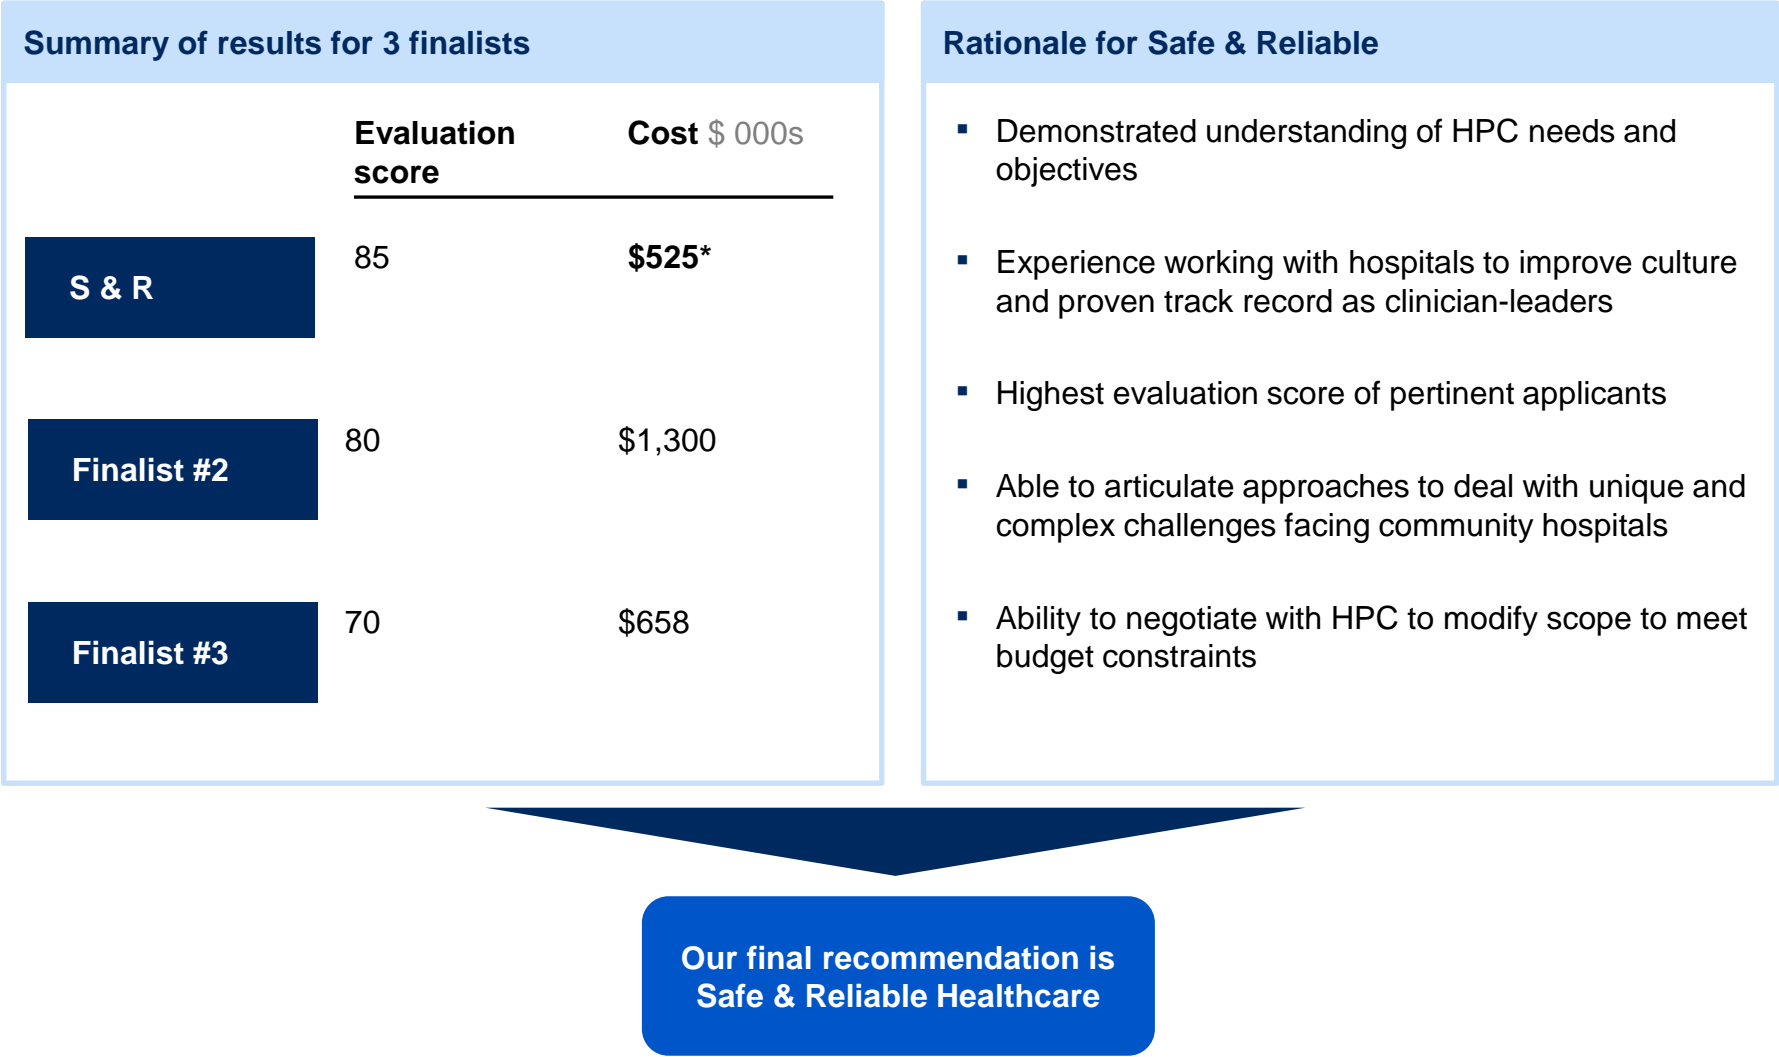 Summary of results for 3 finalists
Evaluation
score
Cost $ 000s
S & R
85
$525*
Finalist #2
80
$1,300
Finalist #3
70
$658
Rationale for Safe & Reliable
▪ Demonstrated understanding of HPC needs and
objectives
▪ Experience working with hospitals to improve culture
and proven track record as clinician-leaders
▪ Highest evaluation score of pertinent applicants
▪ Able to articulate approaches to deal with unique and
complex challenges facing community hospitals
▪ Ability to negotiate with HPC to modify scope to meet
budget constraints
Our final recommendation is
Safe & Reliable Healthcare